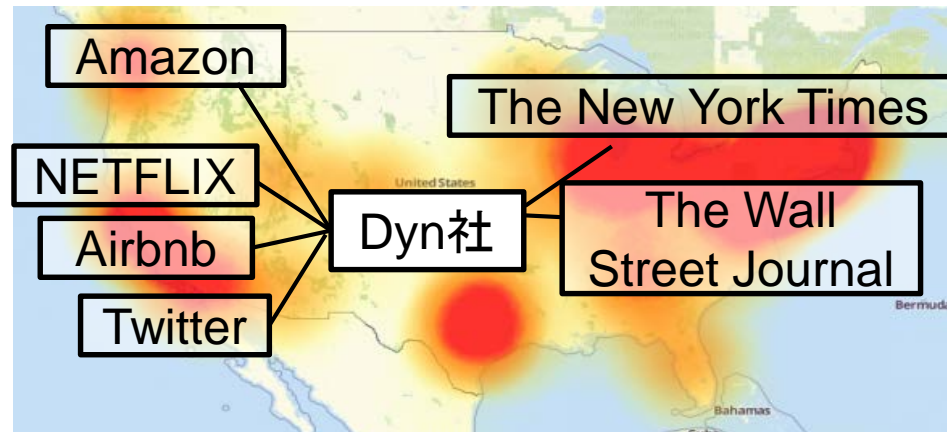 Amazon
The New York Times
NETFLIX
United States
Dyn社
Airbnb
The Wall
Street Journal
Twitter
Bermuda
Bahamas